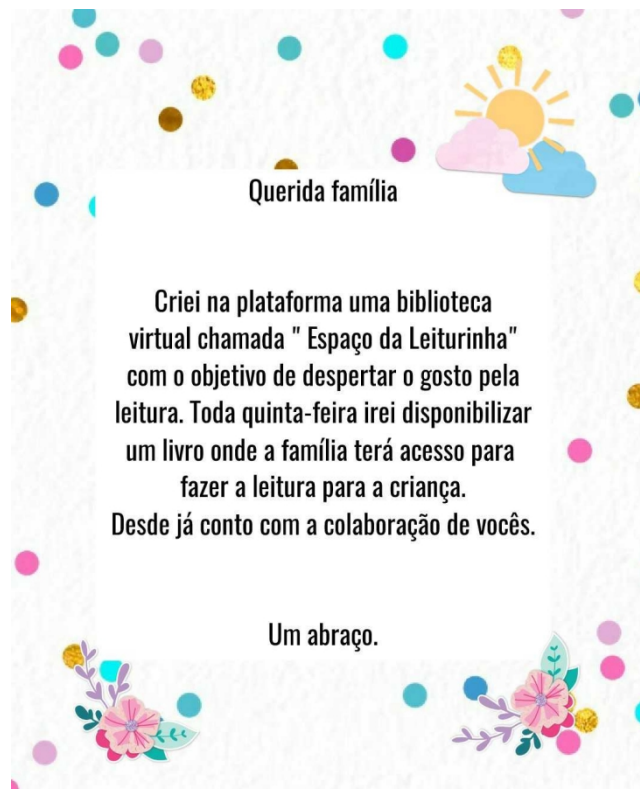 Querida família
Criei na plataforma uma biblioteca
virtual chamada " Espaço da Leiturinha"
com o objetivo de despertar o gosto pela
leitura. Toda quinta-feira irei disponibilizar
um livro onde a família terá acesso para
fazer a leitura para a criança.
Desde já conto com a colaboração de vocês.
Um abraço.